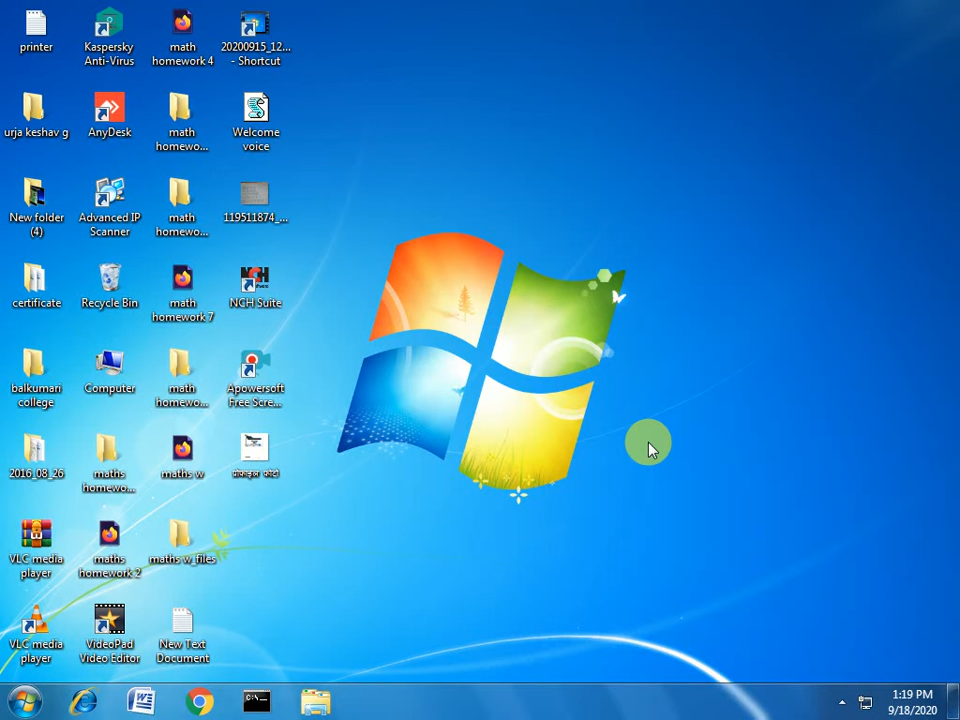 printer
Kaspersky
Anti-Virus
math
homework 4
20200915_12...
- Shortcut
urja keshav g
AnyDesk
math
homewo...
Welcome
voice
New folder
(4)
Advanced IP
Scanner
math
homewo...
119511874_...
certificate
Recycle Bin
math
homework 7
NCH
NCH Suite
balkumari
college
Computer
math
homewo...
Apowersoft
Free Scre...
2016_08_26
maths
homewo...
maths w
प्रोफाइल फोटो
VLC media
player
maths
homework 2
maths w_files
VLC media
player
VideoPad
Video Editor
New Text
Document
C:\_
1:19 PM
9/18/2020